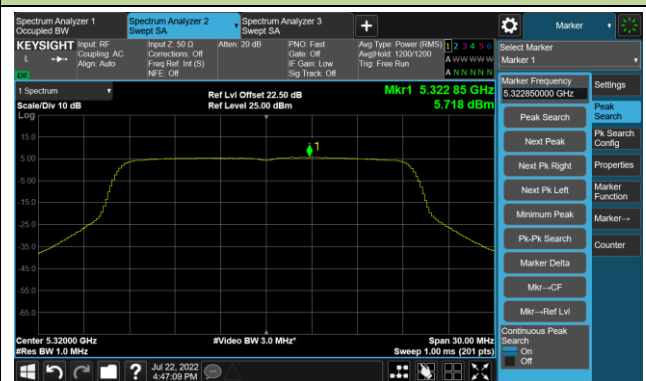 Spectrum Analyzer 1
Occupied BW
Spectrum Analyzer 2
Swept SA
Spectrum Analyzer 3
Swept SA
Marker
KEYSIGHT
L
LXI
Input: RF
Coupling: AC
Align: Auto
Input Z: 50 Ω
Corrections: Off
Freq Ref: Int (S)
NFE: Off
Atten: 20 dB
PNO: Fast
Gate: Off
IF Gain: Low
Sig Track: Off
Avg Type: Power (RMS)
Avg|Hold: 1200/1200
Trig: Free Run
1 2 3 4 5 6
A W W W W W
A N N N N N
Select Marker
Marker 1
1 Spectrum
Scale/Div 10 dB
Log
Ref Lvl Offset 22.50 dB
Ref Level 25.00 dBm
Mkr1 5.322 85 GHz
5.718 dBm
15.0
5.00
-5.00
-15.0
-25.0
-35.0
-45.0
-55.0
-65.0
1
Center 5.32000 GHz
#Res BW 1.0 MHz
#Video BW 3.0 MHz*
Span 30.00 MHz
Sweep 1.00 ms (201 pts)
Marker Frequency
5.322850000 GHz
Peak Search
Next Peak
Next Pk Right
Next Pk Left
Minimum Peak
Pk-Pk Search
Marker Delta
Mkr→CF
Mkr→Ref Lvl
Continuous Peak
Search
On
Off
Settings
Peak
Search
Pk Search
Config
Properties
Marker
Function
Marker→
Counter
?
Jul 22, 2022
4:47:09 PM